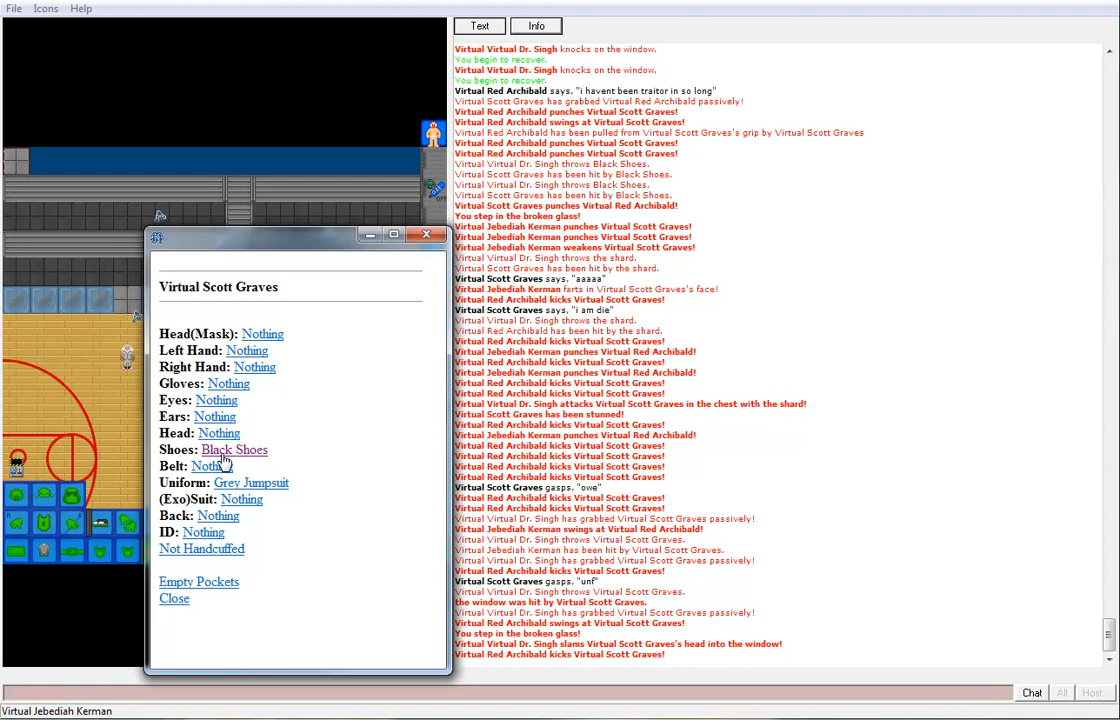 File Icons Help
Text Info
Virtual Virtual Dr. Singh knocks on the window.
You begin to recover.
Virtual Virtual Dr. Singh knocks on the window.
You begin to recover.
Virtual Red Archibald says, "i havent been traitor in so long"
Virtual Scott Graves has grabbed Virtual Red Archibald passively!
Virtual Red Archibald punches Virtual Scott Graves!
Virtual Red Archibald swings at Virtual Scott Graves!
Virtual Red Archibald has been pulled from Virtual Scott Graves's grip by Virtual Scott Graves
Virtual Red Archibald punches Virtual Scott Graves!
Virtual Red Archibald punches Virtual Scott Graves!
Virtual Virtual Dr. Singh throws Black Shoes.
Virtual Scott Graves has been hit by Black Shoes.
Virtual Virtual Dr. Singh throws Black Shoes.
Virtual Scott Graves has been hit by Black Shoes.
Virtual Scott Graves punches Virtual Red Archibald!
You step in the broken glass!
Virtual Jebediah Kerman punches Virtual Scott Graves!
Virtual Jebediah Kerman punches Virtual Scott Graves!
Virtual Jebediah Kerman weakens Virtual Scott Graves!
Virtual Virtual Dr. Singh throws the shard.
Virtual Scott Graves has been hit by the shard.
Virtual Scott Graves says, "aaaaa"
Virtual Jebediah Kerman farts in Virtual Scott Graves's face!
Virtual Red Archibald kicks Virtual Scott Graves!
Virtual Scott Graves says, "i am die"
Virtual Virtual Dr. Singh throws the shard.
Virtual Red Archibald has been hit by the shard.
Virtual Red Archibald kicks Virtual Scott Graves!
Virtual Jebediah Kerman punches Virtual Red Archibald!
Virtual Red Archibald kicks Virtual Scott Graves!
Virtual Jebediah Kerman punches Virtual Red Archibald!
Virtual Red Archibald kicks Virtual Scott Graves!
Virtual Red Archibald kicks Virtual Scott Graves!
Virtual Virtual Dr. Singh attacks Virtual Scott Graves in the chest with the shard!
Virtual Scott Graves has been stunned!
Virtual Red Archibald kicks Virtual Scott Graves!
Virtual Jebediah Kerman punches Virtual Red Archibald!
Virtual Red Archibald kicks Virtual Scott Graves!
Virtual Red Archibald kicks Virtual Scott Graves!
Virtual Red Archibald kicks Virtual Scott Graves!
Virtual Red Archibald kicks Virtual Scott Graves!
Virtual Scott Graves gasps, "owe"
Virtual Red Archibald kicks Virtual Scott Graves!
Virtual Red Archibald kicks Virtual Scott Graves!
Virtual Virtual Dr. Singh has grabbed Virtual Scott Graves passively!
Virtual Jebediah Kerman swings at Virtual Red Archibald!
Virtual Virtual Dr. Singh throws Virtual Scott Graves.
Virtual Jebediah Kerman has been hit by Virtual Scott Graves.
Virtual Virtual Dr. Singh has grabbed Virtual Scott Graves passively!
Virtual Red Archibald kicks Virtual Scott Graves!
Virtual Scott Graves gasps, "unf"
Virtual Virtual Dr. Singh throws Virtual Scott Graves.
the window was hit by Virtual Scott Graves.
Virtual Virtual Dr. Singh has grabbed Virtual Scott Graves passively!
Virtual Red Archibald swings at Virtual Scott Graves!
You step in the broken glass!
Virtual Virtual Dr. Singh slams Virtual Scott Graves's head into the window!
Virtual Red Archibald kicks Virtual Scott Graves!
OFF
Virtual Scott Graves
Head(Mask): Nothing
Left Hand: Nothing
Right Hand: Nothing
Gloves: Nothing
Eyes: Nothing
Ears: Nothing
Head: Nothing
Shoes: Black Shoes
Belt: Nothing
Uniform: Grey Jumpsuit
(Exo)Suit: Nothing
Back: Nothing
ID: Nothing
Not Handcuffed
Empty Pockets
Close
Chat Alt Host...
Virtual Jebediah Kerman